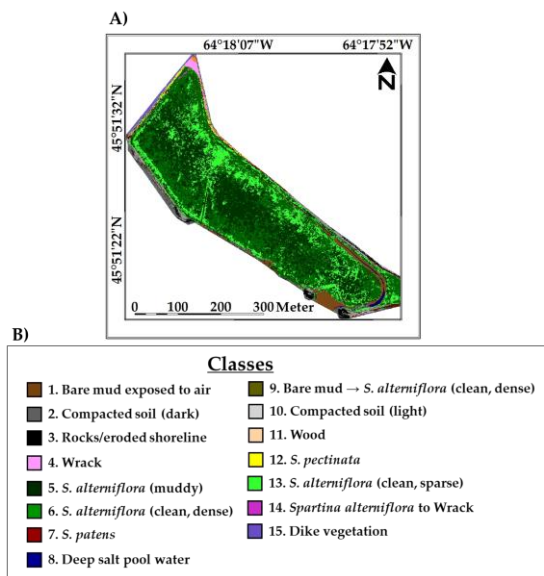 A)
64°18'07"W 64°17'52"W
N
45°51'32"N
45°51'22"N
0 100 200 300 Meter
B)
Classes
1. Bare mud exposed to air
2. Compacted soil (dark)
3. Rocks/eroded shoreline
4. Wrack
5. S. alterniflora (muddy)
6. S. alterniflora (clean, dense)
7. S. patens
8. Deep salt pool water
9. Bare mud → S. alterniflora (clean, dense)
10. Compacted soil (light)
11. Wood
12. S. pectinata
13. S. alterniflora (clean, sparse)
14. Spartina alterniflora to Wrack
15. Dike vegetation